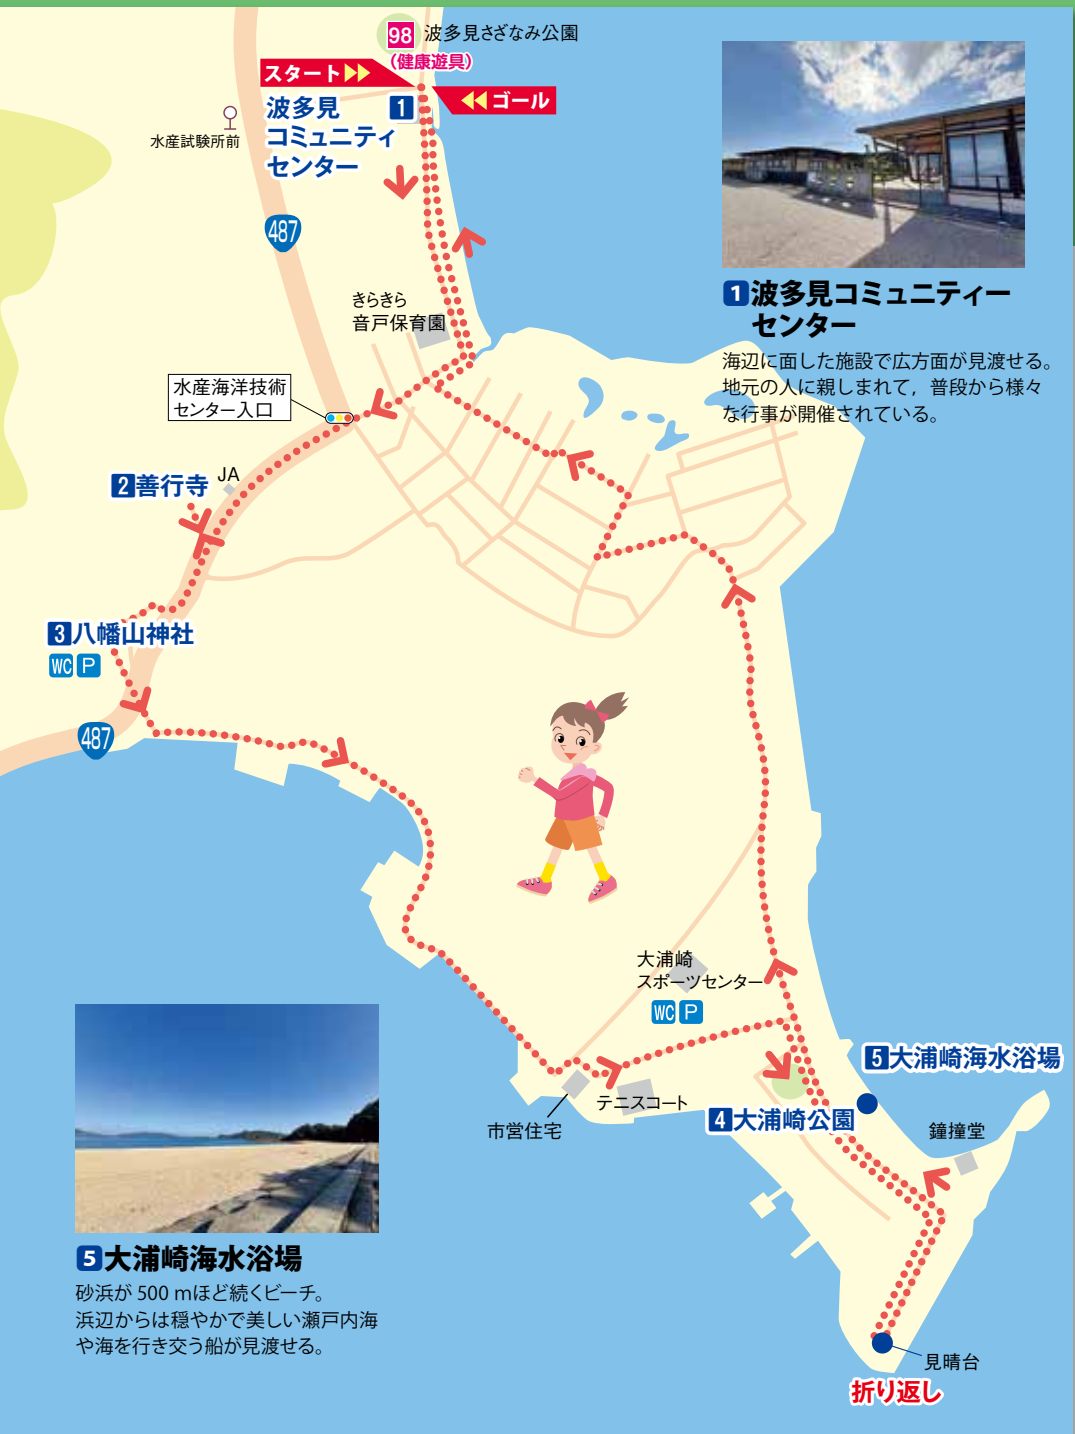 98 波多見さざなみ公園
(健康遊具)
スタート
ゴール
波多見
コミュニティ
センター
1
水産試験所前
487
きらきら
音戸保育園
水産海洋技術
センター入口
2善行寺
JA
3八幡山神社
WC P
487
1波多見コミュニティー
センター
海辺に面した施設で広方面が見渡せる。
地元の人に親しまれて，普段から様々
な行事が開催されている。
大浦崎
スポーツセンター
WC P
5大浦崎海水浴場
テニスコート
市営住宅
4大浦崎公園
鐘撞堂
見晴台
折り返し
5大浦崎海水浴場
砂浜が 500 mほど続くビーチ。
浜辺からは穏やかで美しい瀬戸内海
や海を行き交う船が見渡せる。